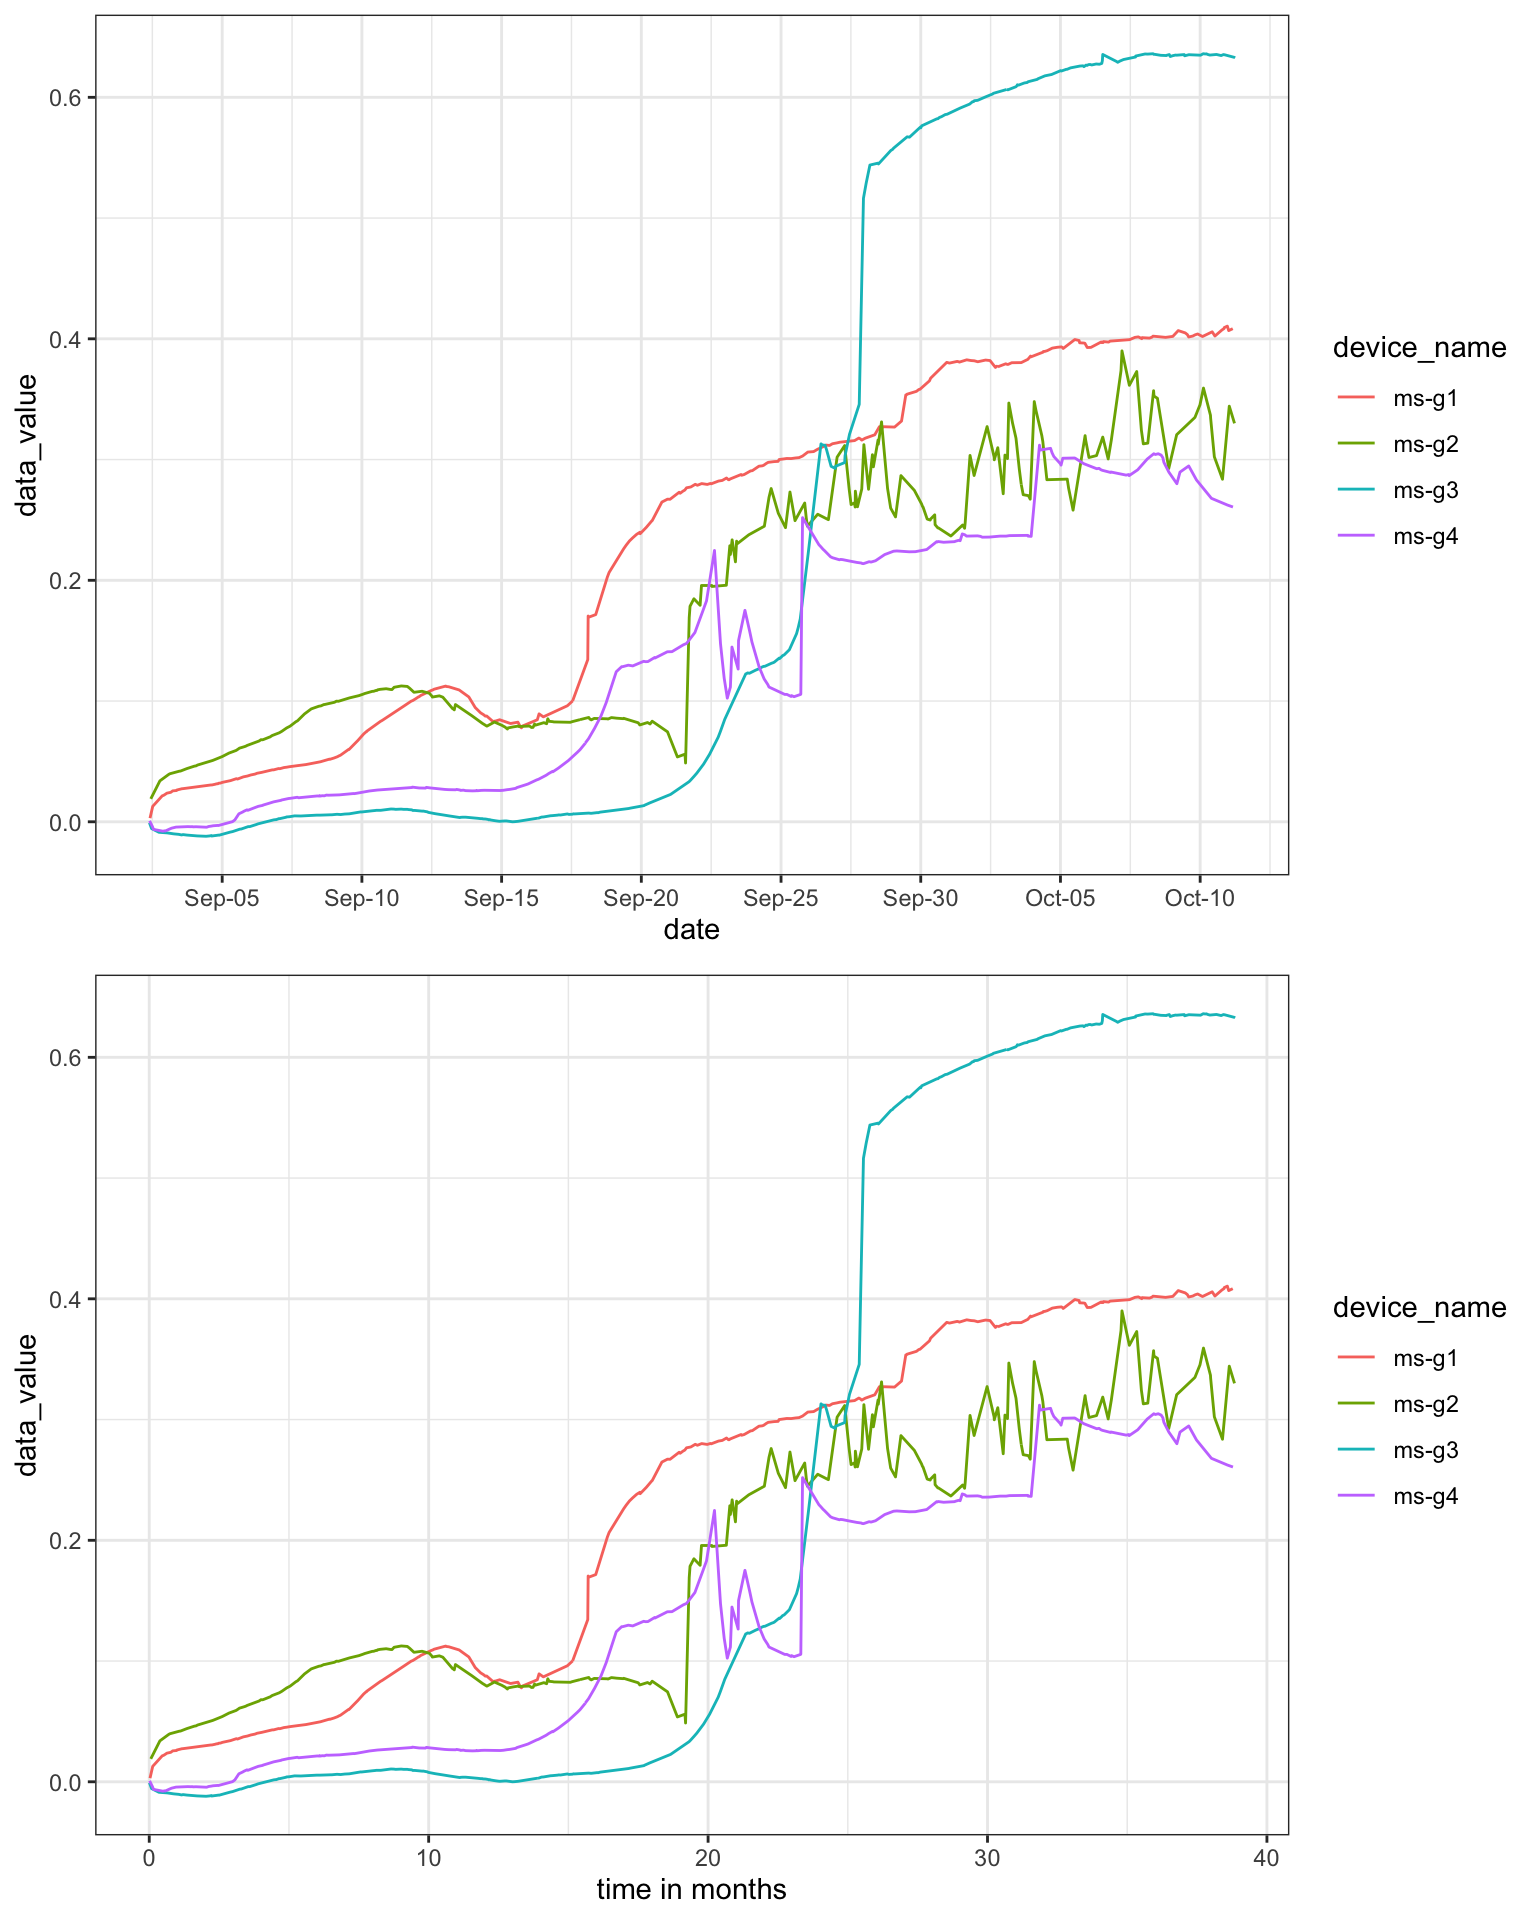 data_value
0.6
0.4
0.2
0.0
Sep-05 Sep-10 Sep-15 Sep-20 Sep-25 Sep-30 Oct-05 Oct-10
date
device_name
ms-g1
ms-g2
ms-g3
ms-g4
data_value
0.6
0.4
0.2
0.0
0 10 20 30 40
time in months
device_name
ms-g1
ms-g2
ms-g3
ms-g4